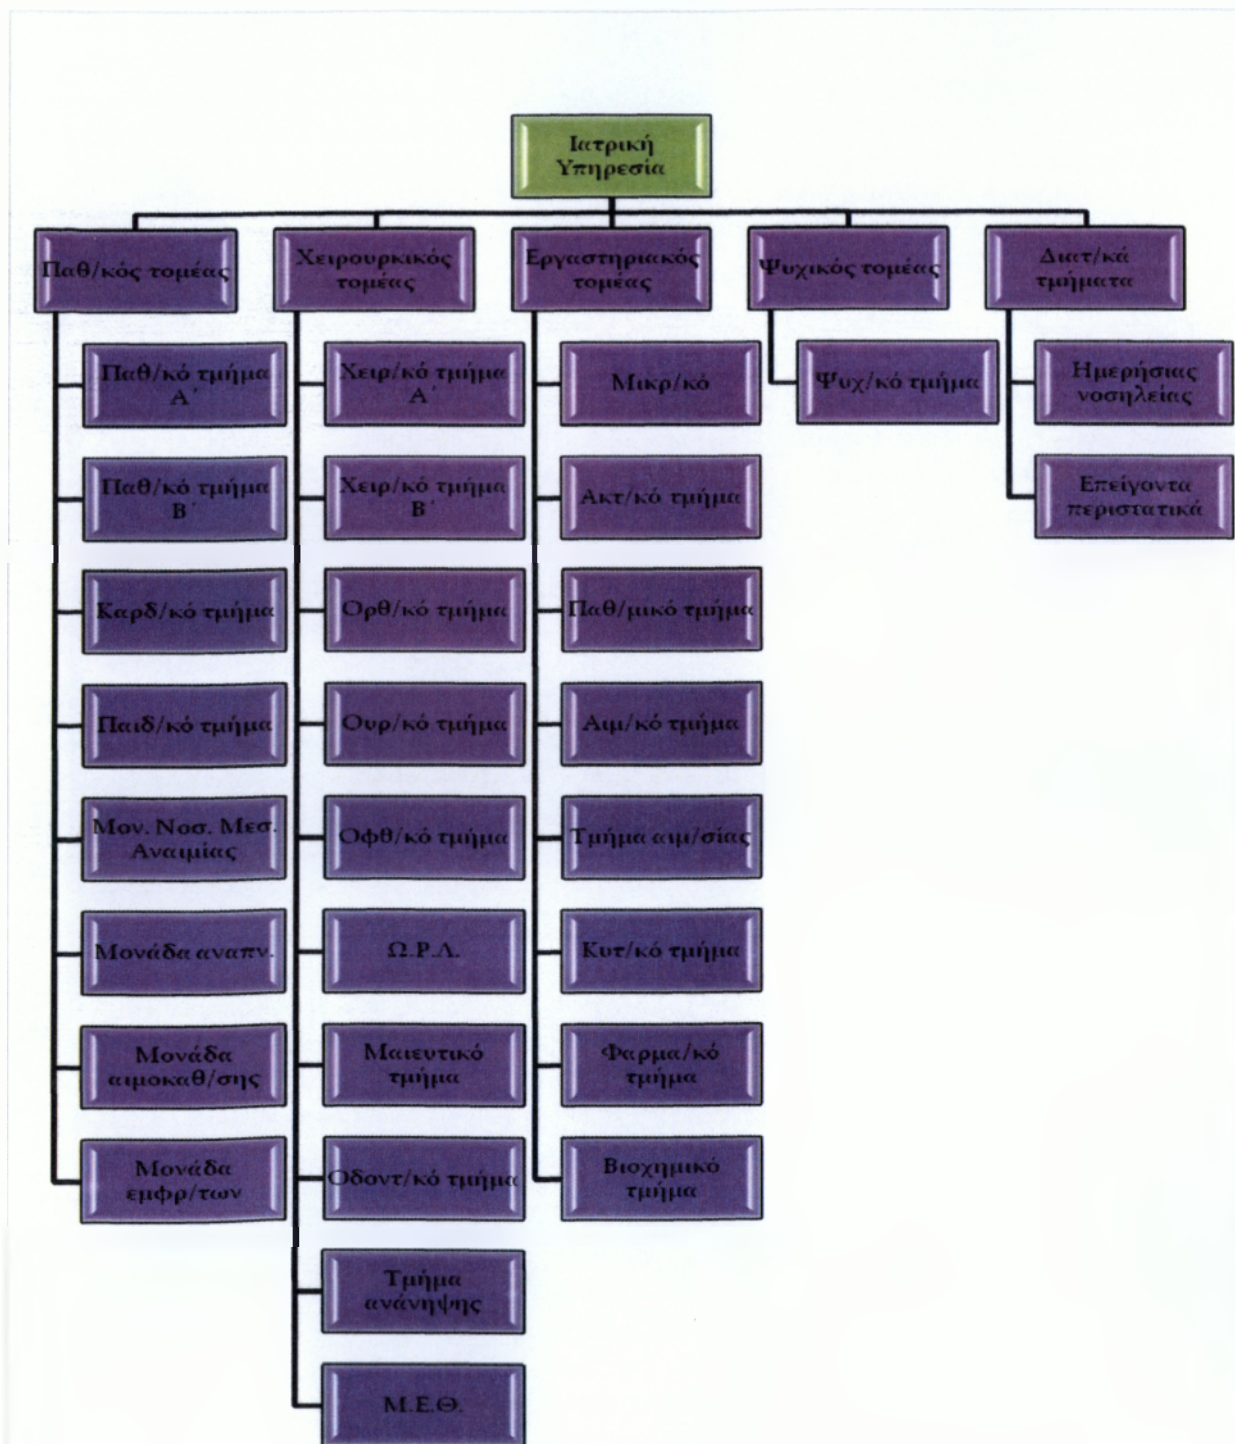 Ιατρική
Υπηρεσία
Παθ/κός τομέας
Χειρουρκικός
τομέας
Εργαστηριακός
τομέας
Ψυχικός τομέας
Διατ/κά
τμήματα
Παθ/κό τμήμα
Α΄
Χειρ/κό τμήμα
Α΄
Μικρ/κό
Ψυχ/κό τμήμα
Ημερήσιας
νοσηλείας
Παθ/κό τμήμα
Β΄
Χειρ/κό τμήμα
Β΄
Ακτ/κό τμήμα
Επείγοντα
περιστατικά
Καρδ/κό τμήμα
Ορθ/κό τμήμα
Παθ/μικό τμήμα
Παιδ/κό τμήμα
Ουρ/κό τμήμα
Αιμ/κό τμήμα
Μον. Νοσ. Μεσ.
Αναιμίας
Οφθ/κό τμήμα
Τμήμα αιμ/σίας
Μονάδα αναπν.
Ω.Ρ.Λ.
Κυτ/κό τμήμα
Μονάδα
αιμοκαθ/σης
Μαιευτικό
τμήμα
Φαρμα/κό
τμήμα
Μονάδα
εμφρ/των
Οδοντ/κό τμήμα
Βιοχημικό
τμήμα
Τμήμα
ανάνηψης
Μ.Ε.Θ.